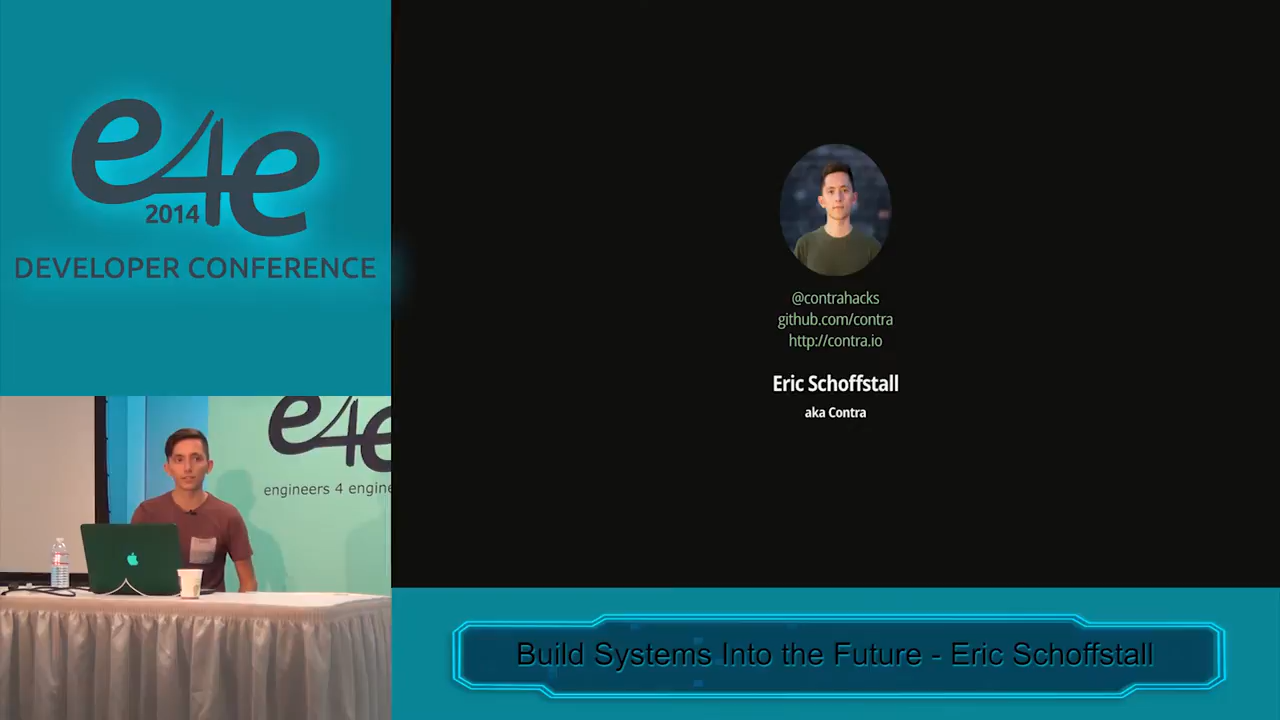 e4e
2014
DEVELOPER CONFERENCE
@contrahacks
github.com/contra
http://contra.io
Eric Schoffstall
aka Contra
e4e
engineers 4 engine
Build Systems Into the Future - Eric Schoffstall